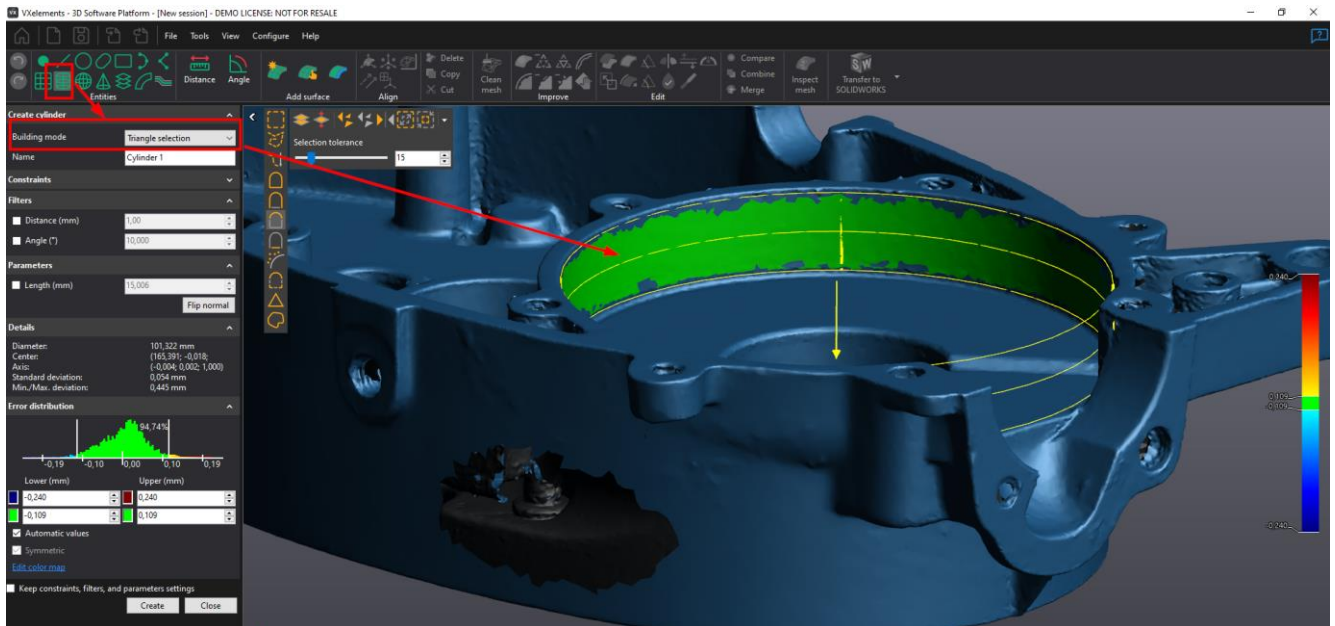 VXelements - 3D Software Platform - [New session] - DEMO LICENSE: NOT FOR RESALE
File Tools View Configure Help
Entities
Distance
Angle
Add surface
Align
Delete
Copy
Cut
Clean mesh
Improve
Edit
Compare
Combine
Merge
Inspect mesh
Transfer to SOLIDWORKS
Create cylinder
Building mode Triangle selection
Name Cylinder 1
Constraints
Filters
Distance (mm) 1,00
Angle (°) 10,000
Parameters
Length (mm) 15,006
Flip normal
Details
Diameter: 101,322 mm
Center: (165,391; -0,018;
Axis: (-0,004; 0,002; 1,000)
Standard deviation: 0,054 mm
Min./Max. deviation: 0,445 mm
Error distribution
94,74%
-0,19 -0,10 0,00 0,10 0,19
Lower (mm) Upper (mm)
-0,240 0,240
-0,109 0,109
Automatic values
Symmetric
Edit color map
Keep constraints, filters, and parameters settings
Create Close
Selection tolerance
15
0,240
0,109
-0,109
-0,240